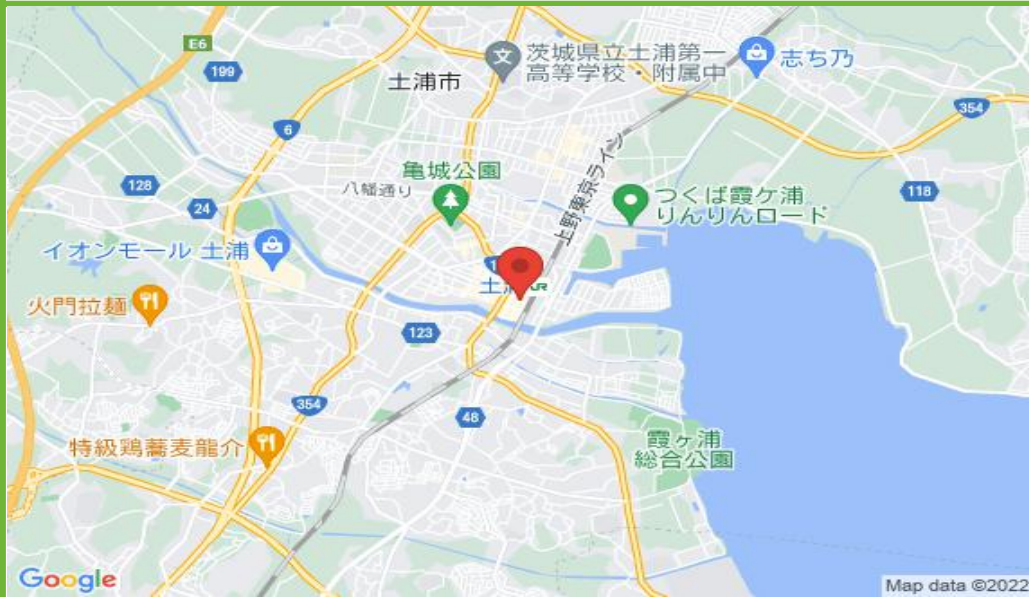 E6
199
茨城県立土浦第一
高等学校・附属中
志ち乃
土浦市
354
6
亀城公園
128
八幡通り
118
24
上野東京ライン
つくば霞ケ浦
りんりんロード
イオンモール 土浦
土浦
JR
火門拉麺
123
354
48
特級鶏蕎麦龍介
霞ヶ浦
総合公園
Google
Map data ©2022